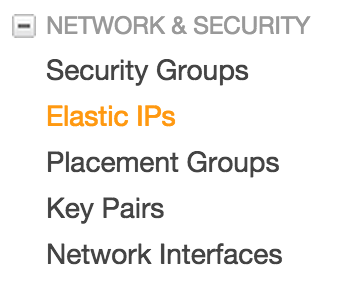 NETWORK & SECURITY
Security Groups
Elastic IPs
Placement Groups
Key Pairs
Network Interfaces